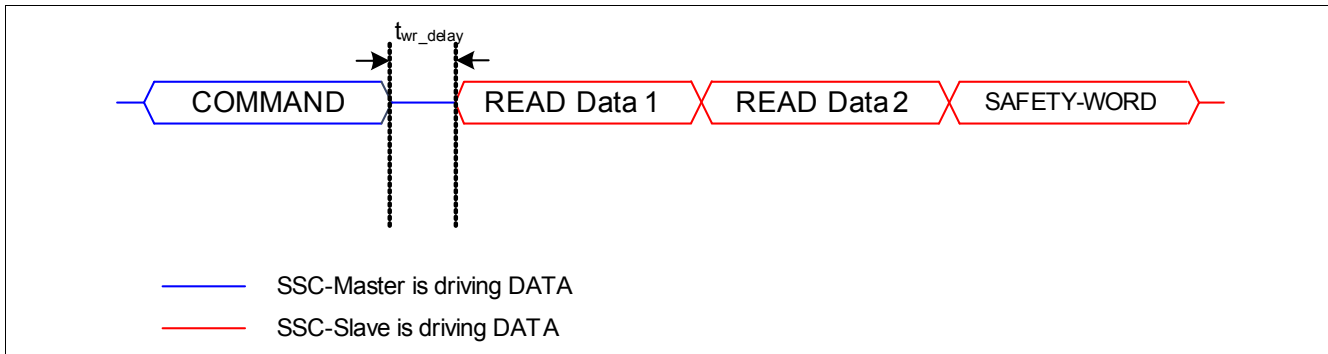 twr_delay
COMMAND READ Data 1 READ Data 2 SAFETY-WORD
SSC-Master is driving DATA
SSC-Slave is driving DATA